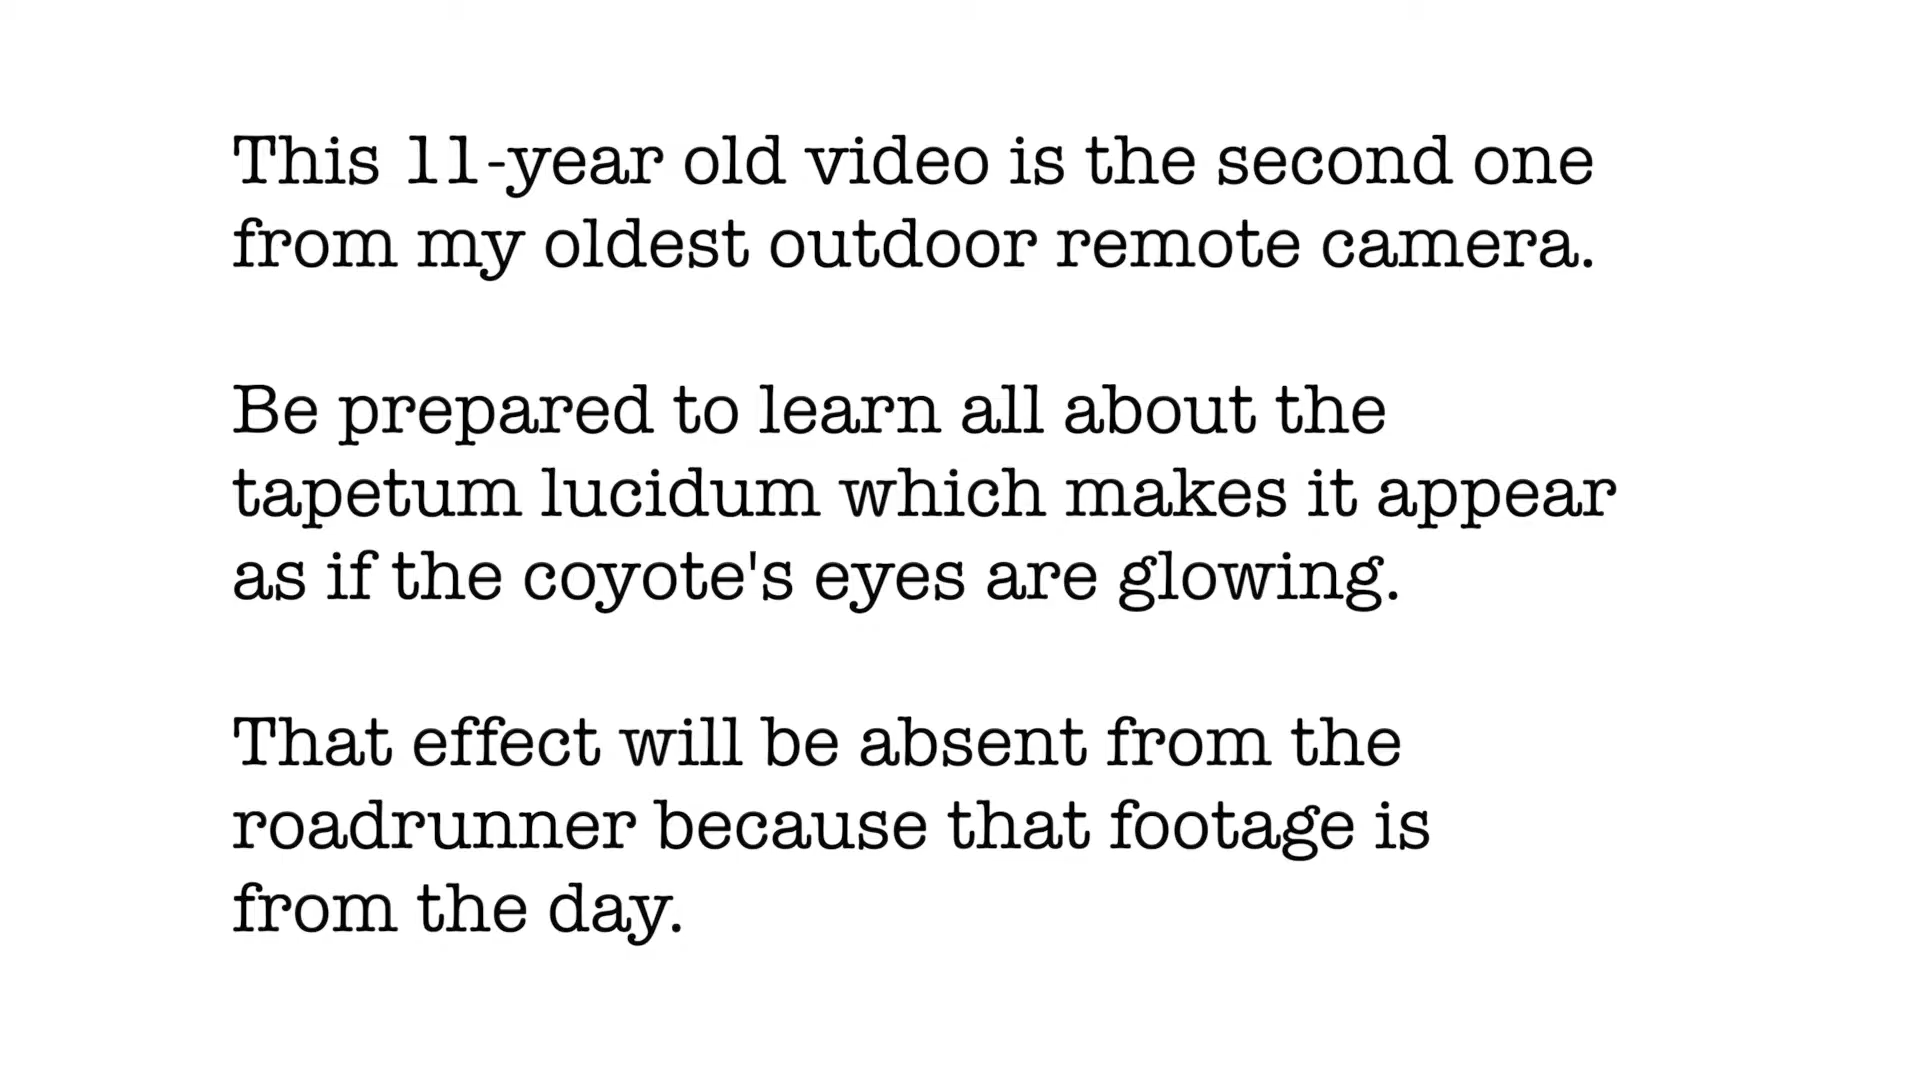 This 11-year old video is the second one
from my oldest outdoor remote camera.
Be prepared to learn all about the
tapetum lucidum which makes it appear
as if the coyote's eyes are glowing.
That effect will be absent from the
roadrunner because that footage is
from the day.